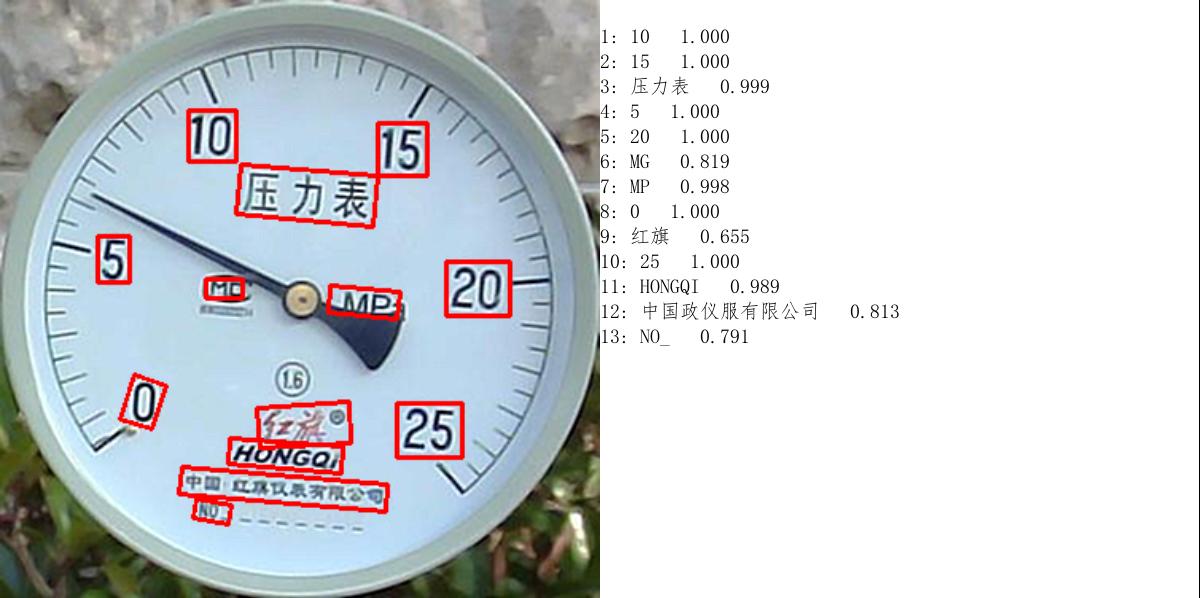 10
15
压力表
5
20
MC
MPa
0
1.6
25
红旗®
HONGQi
中国·红旗仪表有限公司
NO_
1: 10 1.000
2: 15 1.000
3: 压力表 0.999
4: 5 1.000
5: 20 1.000
6: MG 0.819
7: MP 0.998
8: 0 1.000
9: 红旗 0.655
10: 25 1.000
11: HONGQI 0.989
12: 中国政仪服有限公司 0.813
13: NO_ 0.791